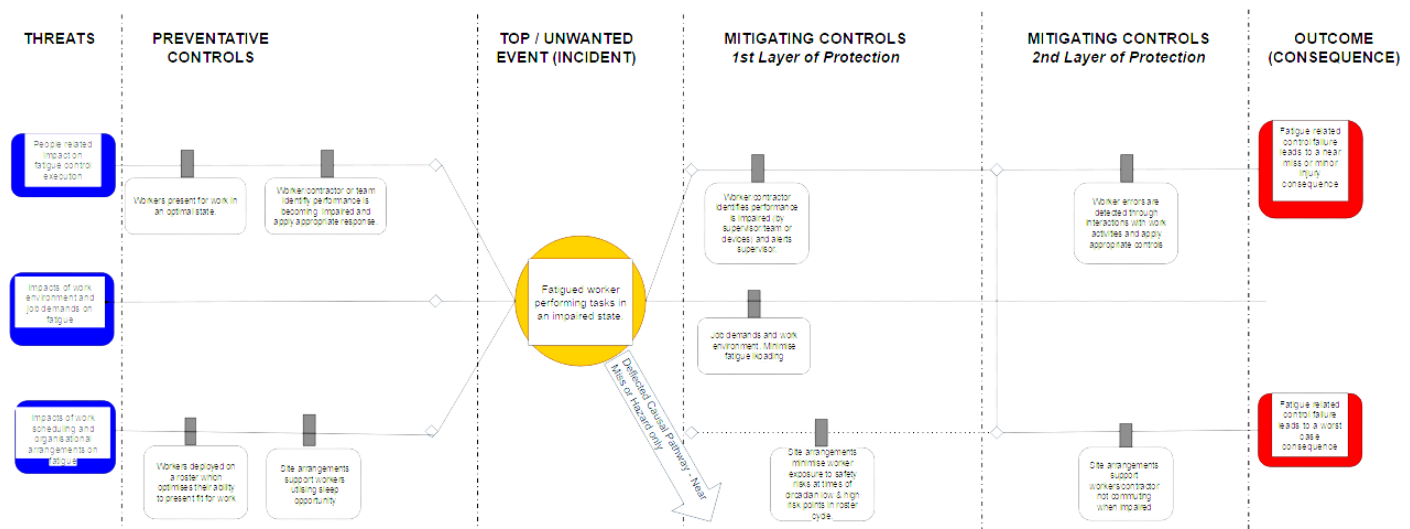 THREATS
PREVENTATIVE
CONTROLS
TOP / UNWANTED
EVENT (INCIDENT)
MITIGATING CONTROLS
1st Layer of Protection
MITIGATING CONTROLS
2nd Layer of Protection
OUTCOME
(CONSEQUENCE)
People related
impact on
fatigue control
execution
Workers present for work in
an optimal state.
Worker contractor or team
identify performance is
becoming impaired and
apply appropriate response.
Worker contractor
identifies performance
is impaired (by
supervisor team or
devices) and alerts
supervisor.
Worker errors are
detected through
interactions with work
activities and apply
appropriate controls
Fatigue related
control failure
leads to a near
miss or minor
injury
consequence
Impacts of work
environment and
job demands on
fatigue
Fatigued worker
performing tasks in
an impaired state.
Job demands and work
environment. Minimise
fatigue lkoading
Deflected Causal Pathway - Near
Miss or Hazard only
Impacts of work
scheduling and
organisational
arrangements on
fatigue
Workers deployed on
a roster which
optimises their ability
to present fit for work
Site arrangements
support workers
utilising sleep
opportunity
Site arrangements
minimise worker
exposure to safety
risks at times of
circadian low & high
risk points in roster
cycle.
Site arrangements
support
workers contractor
not commuting
when impaired
Fatigue related
control failure
leads to a worst
case
consequence